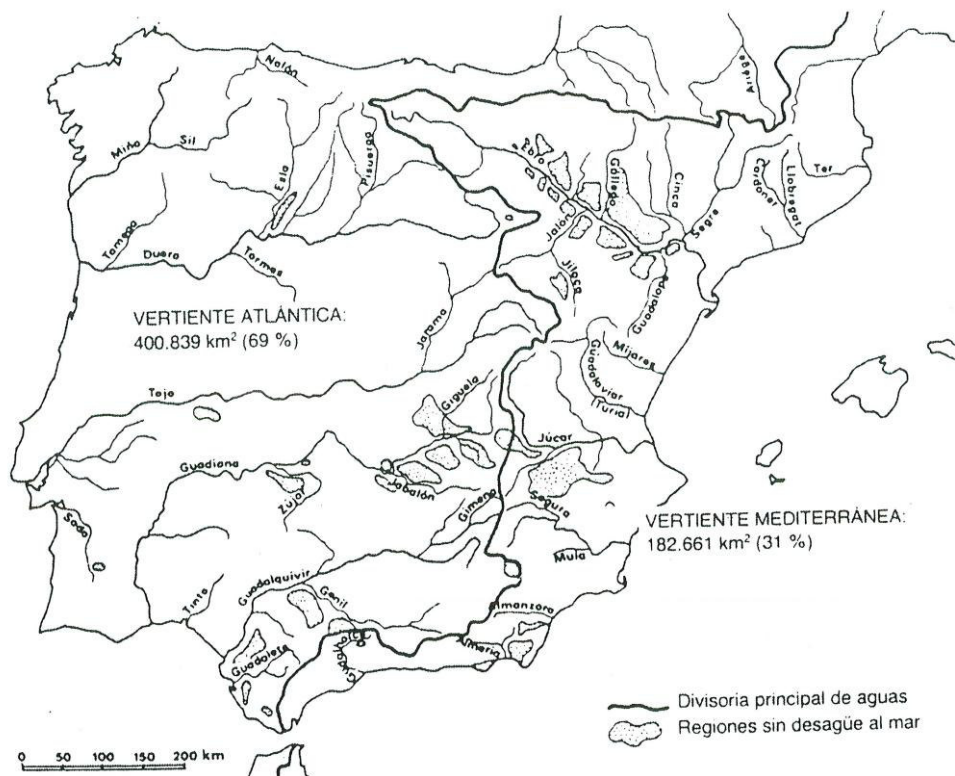 Nalón
Ariège
Miño
Sil
Esla
Pisuerga
Ebro
Gállego
Cinca
Segre
Cardoner
Llobregat
Ter
Tamega
Duero
Tormes
Jalón
Jiloca
Guadalope
VERTIENTE ATLÁNTICA:
400.839 km² (69 %)
Jarama
Mijares
Guadalaviar
(Turia)
Tajo
Giguela
Júcar
Guadiana
Zújar
Jabalón
Gimena
Segura
VERTIENTE MEDITERRÁNEA:
182.661 km² (31 %)
Sado
Mula
Tinto
Guadalquivir
Genil
Almanzora
Almería
Guadalete
Divisoria principal de aguas
Regiones sin desagüe al mar
0 50 100 150 200 km